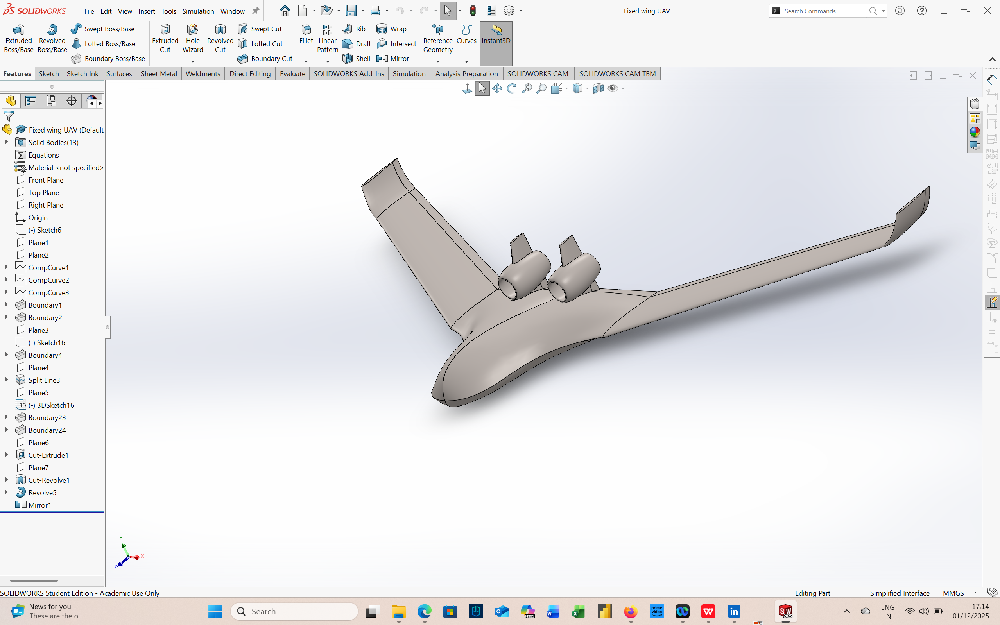 SOLIDWORKS File Edit View Insert Tools Simulation Window Fixed wing UAV Search Commands
Extruded Boss/Base
Revolved Boss/Base
Swept Boss/Base
Lofted Boss/Base
Boundary Boss/Base
Extruded Cut
Hole Wizard
Revolved Cut
Swept Cut
Lofted Cut
Boundary Cut
Fillet
Linear Pattern
Rib
Draft
Shell
Wrap
Intersect
Mirror
Reference Geometry
Curves
Instant3D
Features Sketch Sketch Ink Surfaces Sheet Metal Weldments Direct Editing Evaluate SOLIDWORKS Add-Ins Simulation Analysis Preparation SOLIDWORKS CAM SOLIDWORKS CAM TBM
Fixed wing UAV (Default)
Solid Bodies(13)
Equations
Material <not specified>
Front Plane
Top Plane
Right Plane
Origin
(-) Sketch6
Plane1
Plane2
CompCurve1
CompCurve2
CompCurve3
Boundary1
Boundary2
Plane3
(-) Sketch16
Boundary4
Plane4
Split Line3
Plane5
3D (-) 3DSketch16
Boundary23
Boundary24
Plane6
Cut-Extrude1
Plane7
Cut-Revolve1
Revolve5
Mirror1
Y
X
Z
SOLIDWORKS Student Edition - Academic Use Only Editing Part Simplified Interface MMGS
News for you
These are the o...
Search
M365
prime video
SW 2025
ENG
IN
17:14
01/12/2025